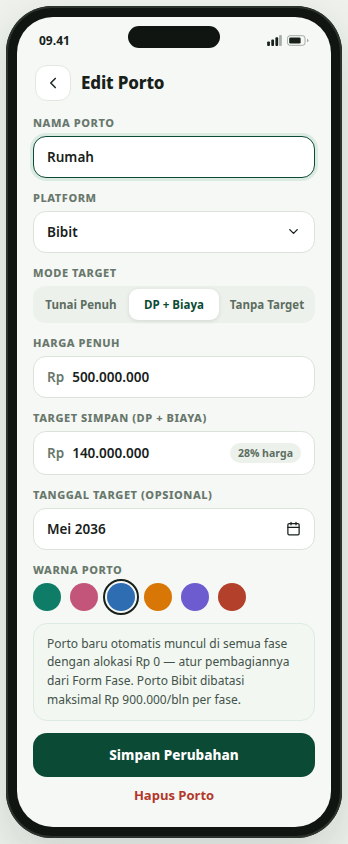 09.41
Edit Porto
NAMA PORTO
Rumah
PLATFORM
Bibit
MODE TARGET
Tunai Penuh DP + Biaya Tanpa Target
HARGA PENUH
Rp 500.000.000
TARGET SIMPAN (DP + BIAYA)
Rp 140.000.000 28% harga
TANGGAL TARGET (OPSIONAL)
Mei 2036
WARNA PORTO
Porto baru otomatis muncul di semua fase
dengan alokasi Rp 0 — atur pembagiannya
dari Form Fase. Porto Bibit dibatasi
maksimal Rp 900.000/bln per fase.
Simpan Perubahan
Hapus Porto